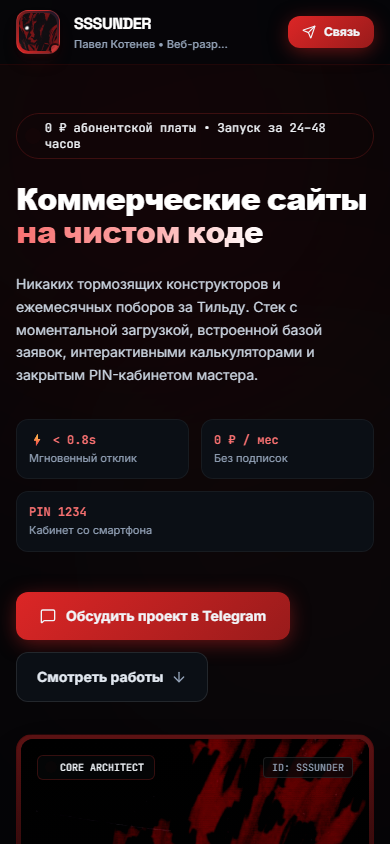 SSSUNDER
Павел Котенев • Веб-разр...
Связь
0 ₽ абонентской платы • Запуск за 24–48
часов
Коммерческие сайты
на чистом коде
Никаких тормозящих конструкторов и
ежемесячных поборов за Тильду. Стек с
моментальной загрузкой, встроенной базой
заявок, интерактивными калькуляторами и
закрытым PIN-кабинетом мастера.
< 0.8s
Мгновенный отклик
0 ₽ / мес
Без подписок
PIN 1234
Кабинет со смартфона
Обсудить проект в Telegram
Смотреть работы ↓
CORE ARCHITECT
ID: SSSUNDER